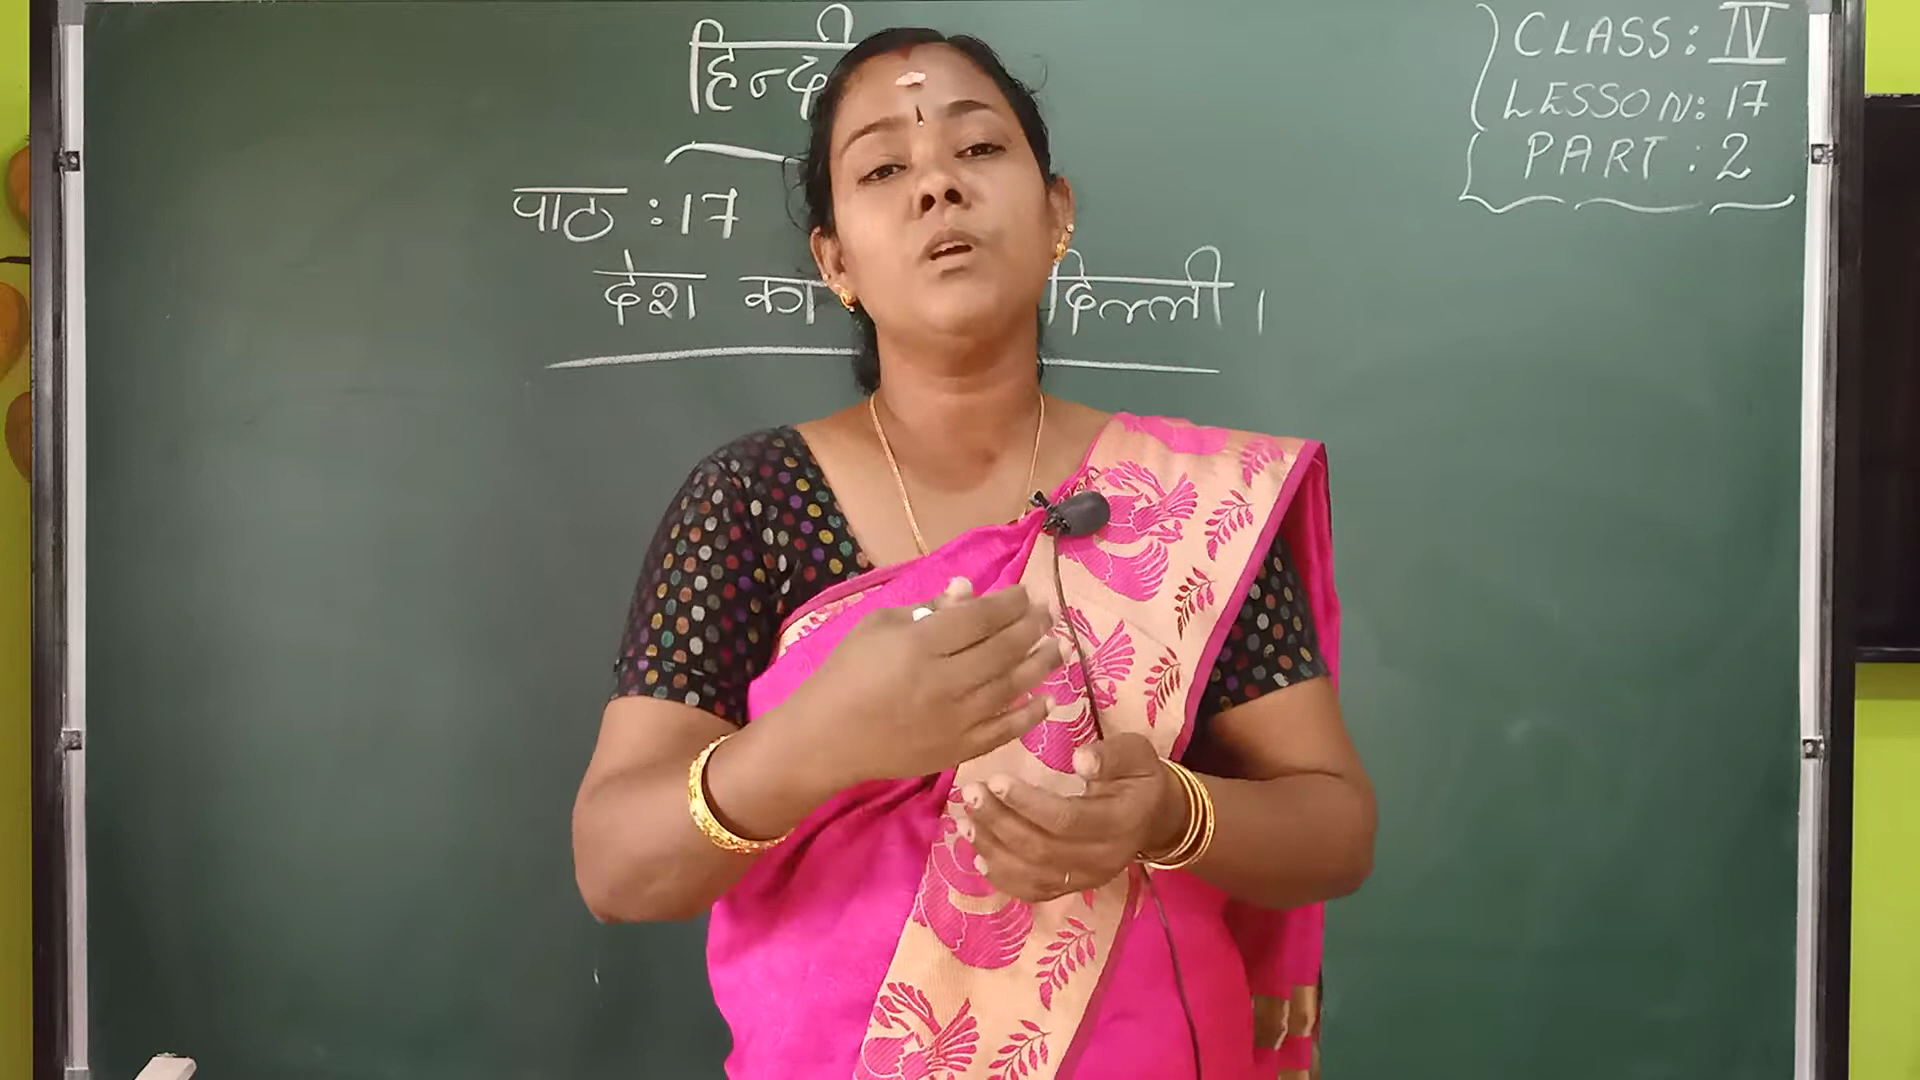 हिन्दी
पाठ : 17
देश का दिल्ली ।
CLASS : IV
LESSON: 17
PART : 2